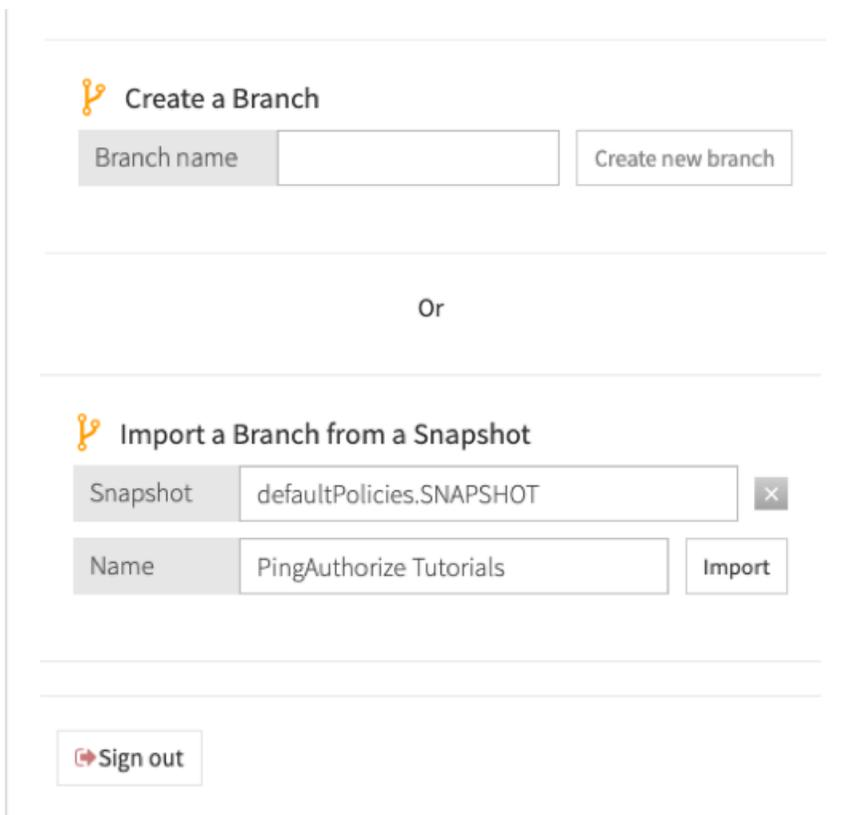 Create a Branch
Branch name
Create new branch
Or
Import a Branch from a Snapshot
Snapshot defaultPolicies.SNAPSHOT
Name PingAuthorize Tutorials Import
Sign out